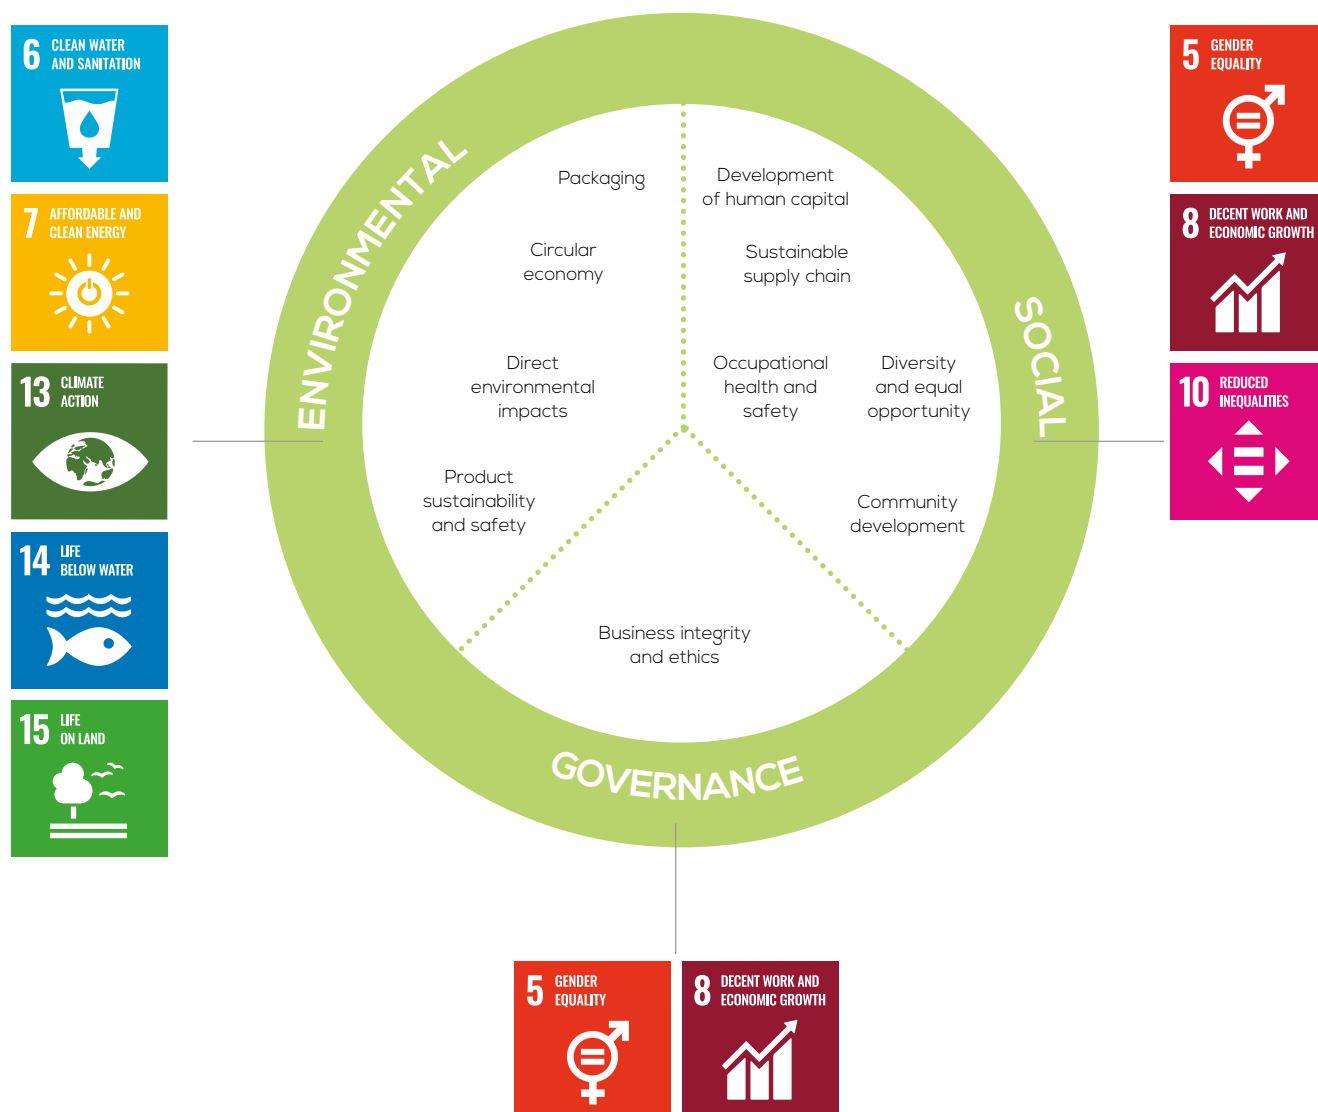 6 CLEAN WATER
AND SANITATION
7 AFFORDABLE AND
CLEAN ENERGY
13 CLIMATE
ACTION
14 LIFE
BELOW WATER
15 LIFE
ON LAND
ENVIRONMENTAL
Packaging
Circular
economy
Direct
environmental
impacts
Product
sustainability
and safety
Development
of human capital
Sustainable
supply chain
Occupational
health and
safety
Diversity
and equal
opportunity
Community
development
SOCIAL
Business integrity
and ethics
GOVERNANCE
5 GENDER
EQUALITY
8 DECENT WORK AND
ECONOMIC GROWTH
10 REDUCED
INEQUALITIES
5 GENDER
EQUALITY
8 DECENT WORK AND
ECONOMIC GROWTH